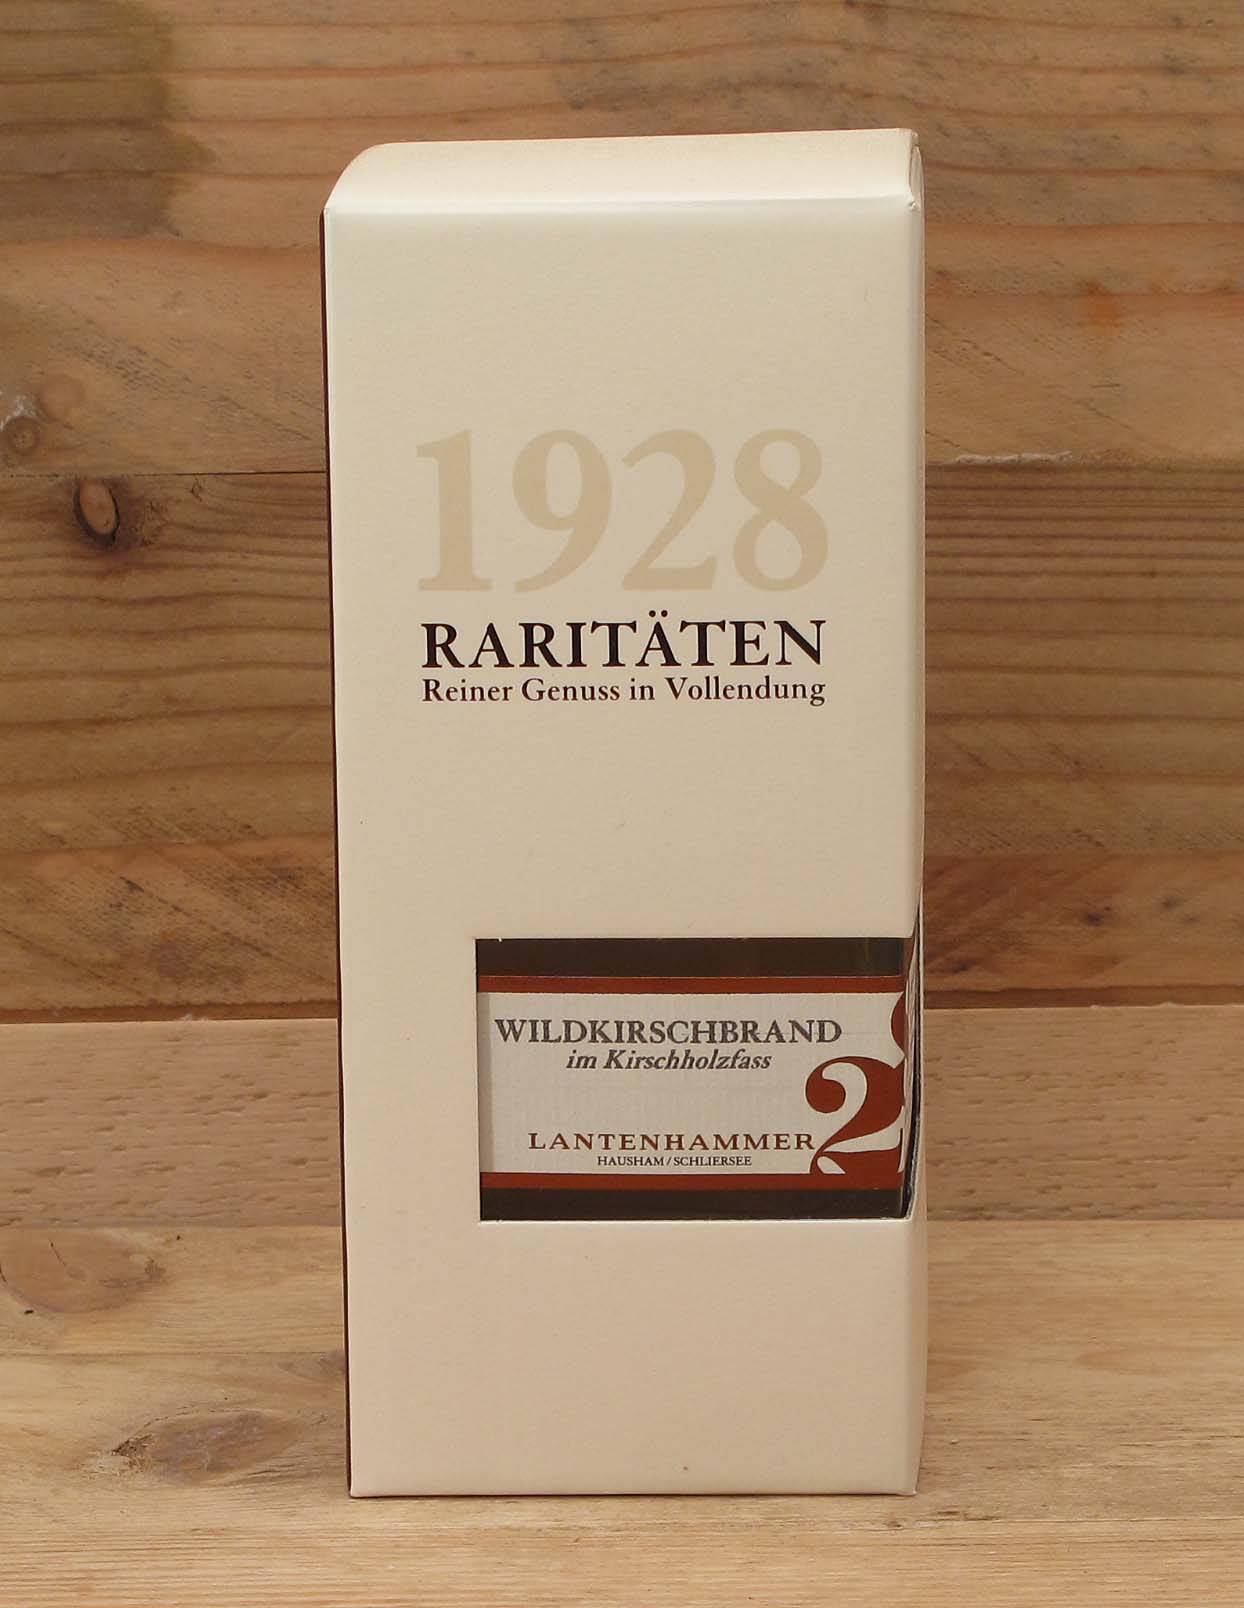 1928
RARITÄTEN
Reiner Genuss in Vollendung
WILDKIRSCHBRAND
im Kirschholzfass
2
LANTENHAMMER
HAUSHAM/SCHLIERSEE